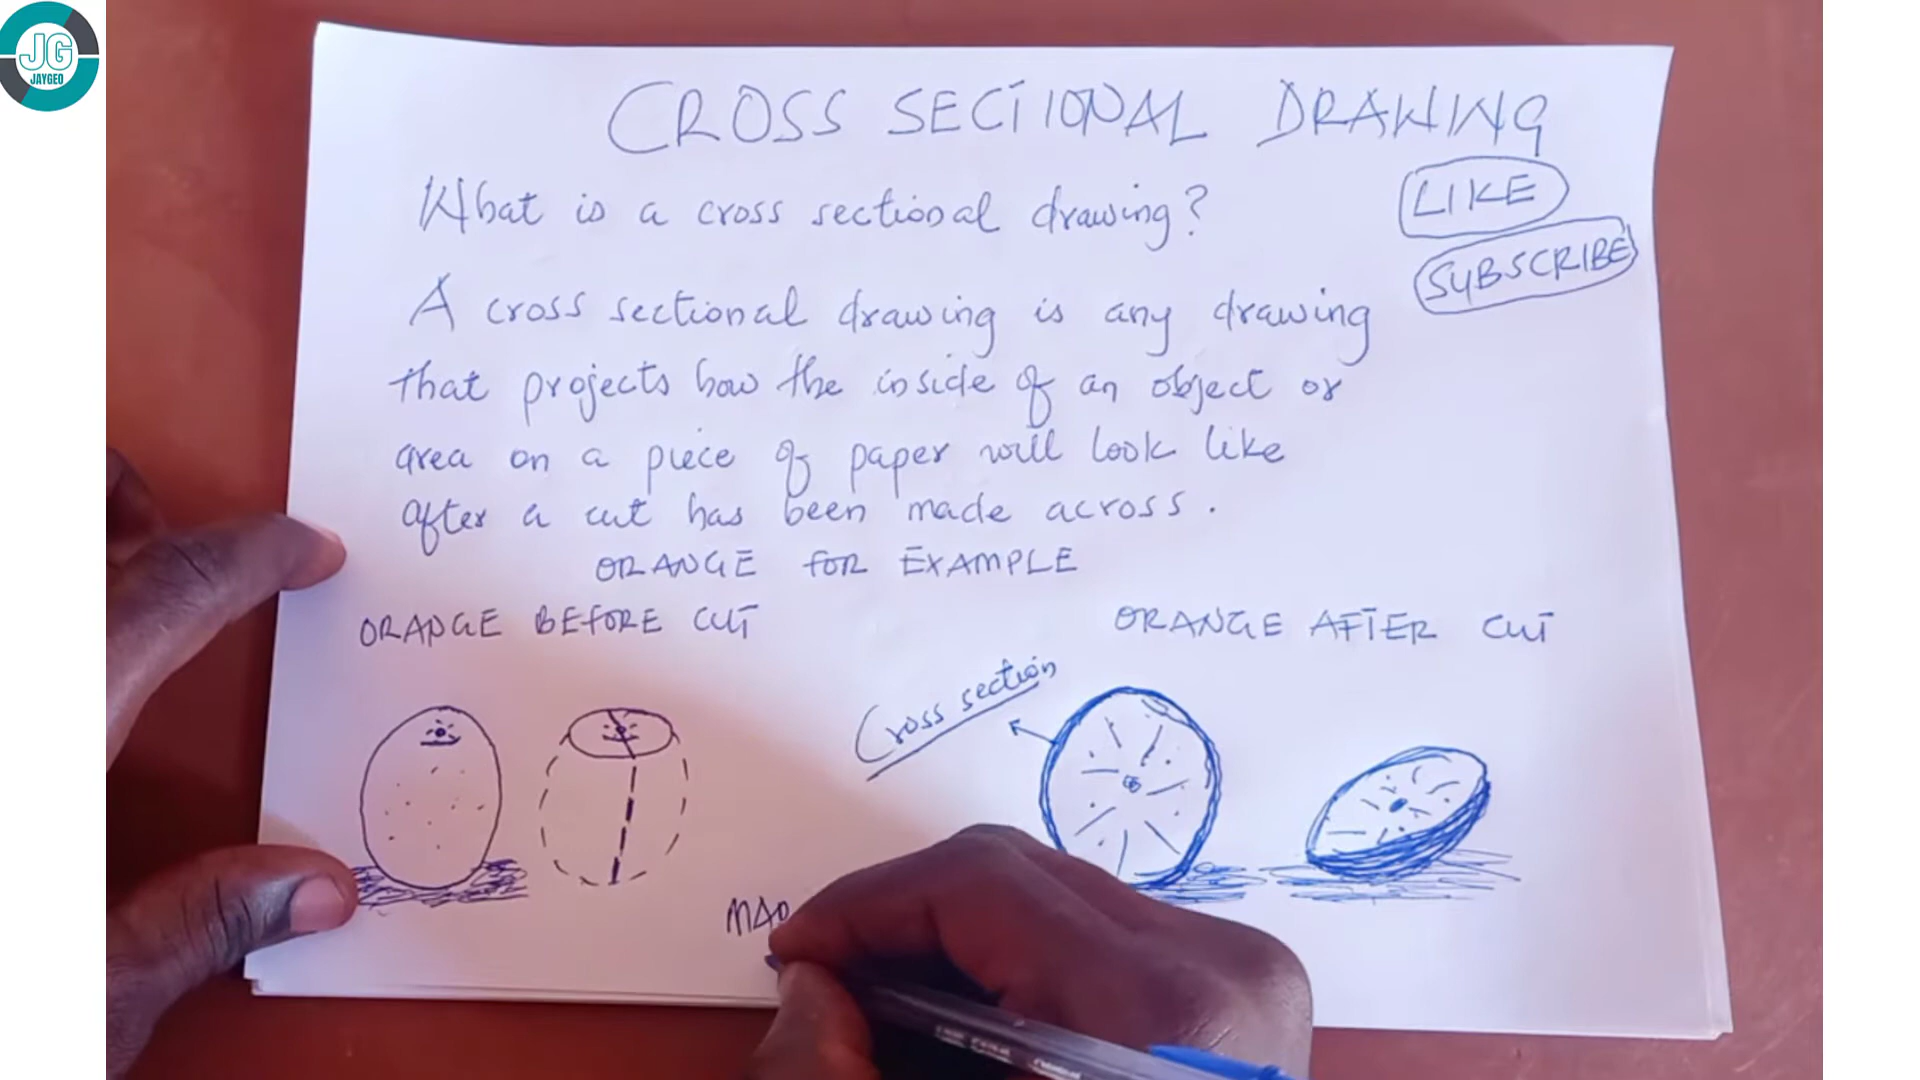 JG
JAYGEO
CROSS SECTIONAL DRAWING
What is a cross sectional drawing?
LIKE
SUBSCRIBE
A cross sectional drawing is any drawing
that projects how the inside of an object or
area on a piece of paper will look like
after a cut has been made across.
ORANGE FOR EXAMPLE
ORANGE BEFORE CUT
ORANGE AFTER CUT
Cross section